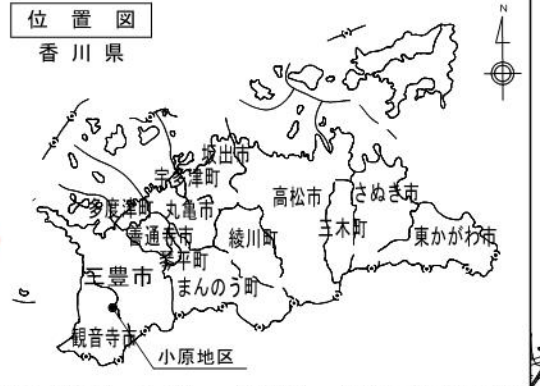 位置図
香川県
N
坂出市
宇多津町
多度津町
丸亀市
高松市
さぬき市
善通寺市
綾川町
三木町
東かがわ市
琴平町
三豊市
まんのう町
観音寺市
小原地区